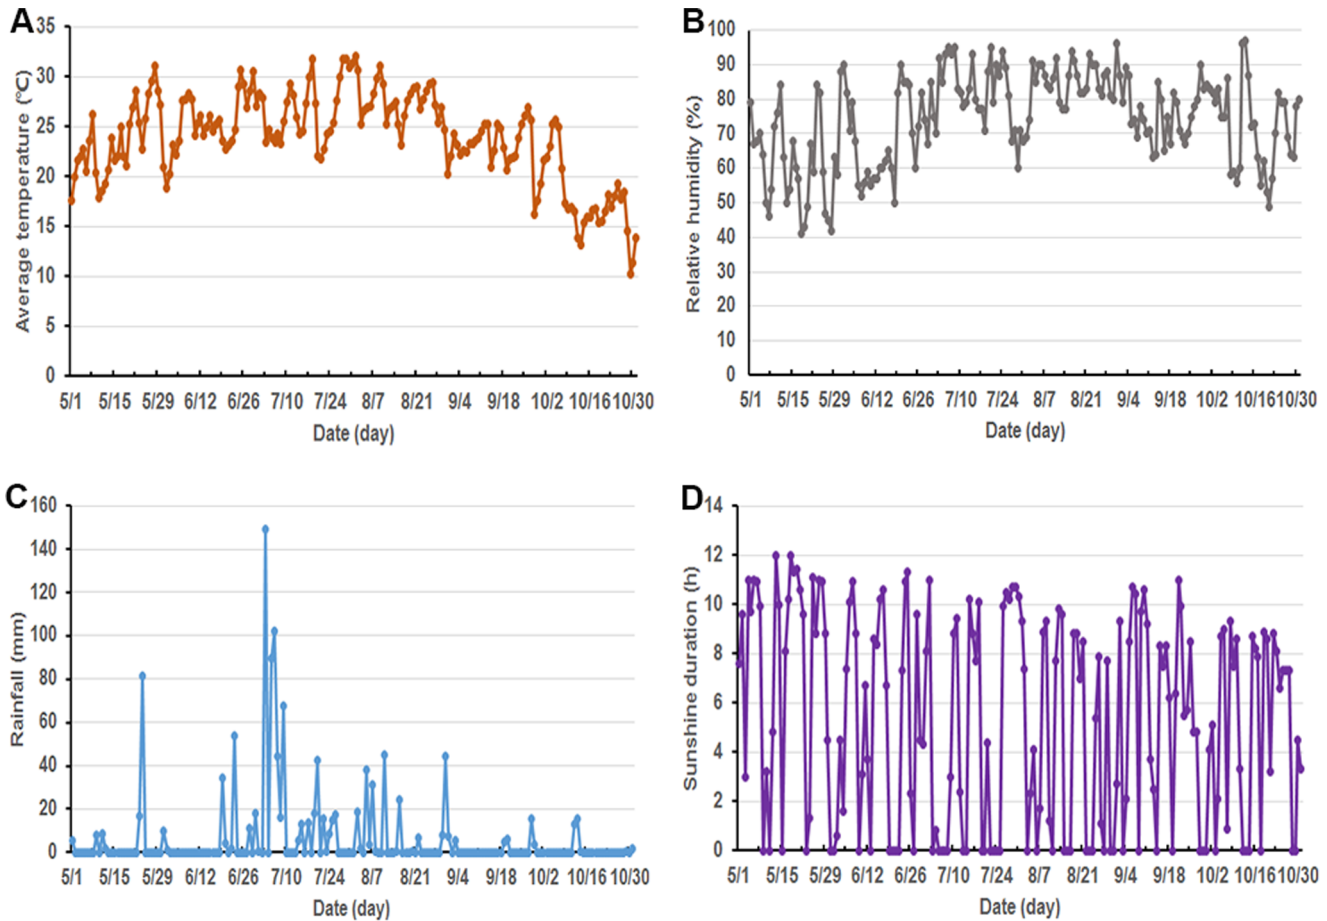 A
Average temperature (℃)
35
30
25
20
15
10
5
0
5/1 5/15 5/29 6/12 6/26 7/10 7/24 8/7 8/21 9/4 9/18 10/2 10/16 10/30
Date (day)
B
Relative humidity (%)
100
90
80
70
60
50
40
30
20
10
0
5/1 5/15 5/29 6/12 6/26 7/10 7/24 8/7 8/21 9/4 9/18 10/2 10/16 10/30
Date (day)
C
Rainfall (mm)
160
140
120
100
80
60
40
20
0
5/1 5/15 5/29 6/12 6/26 7/10 7/24 8/7 8/21 9/4 9/18 10/2 10/16 10/30
Date (day)
D
Sunshine duration (h)
14
12
10
8
6
4
2
0
5/1 5/15 5/29 6/12 6/26 7/10 7/24 8/7 8/21 9/4 9/18 10/2 10/16 10/30
Date (day)